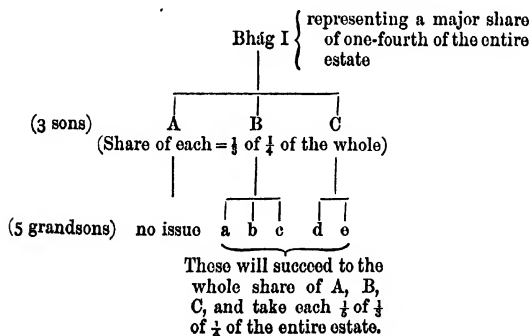 Bhág I { representing a major share
of one-fourth of the entire
estate
(3 sons) A B C
(Share of each = ⅓ of ¼ of the whole)
(5 grandsons) no issue a b c d e
These will succeed to the
whole share of A, B,
C, and take each ⅕ of ⅓
of ¼ of the entire estate.